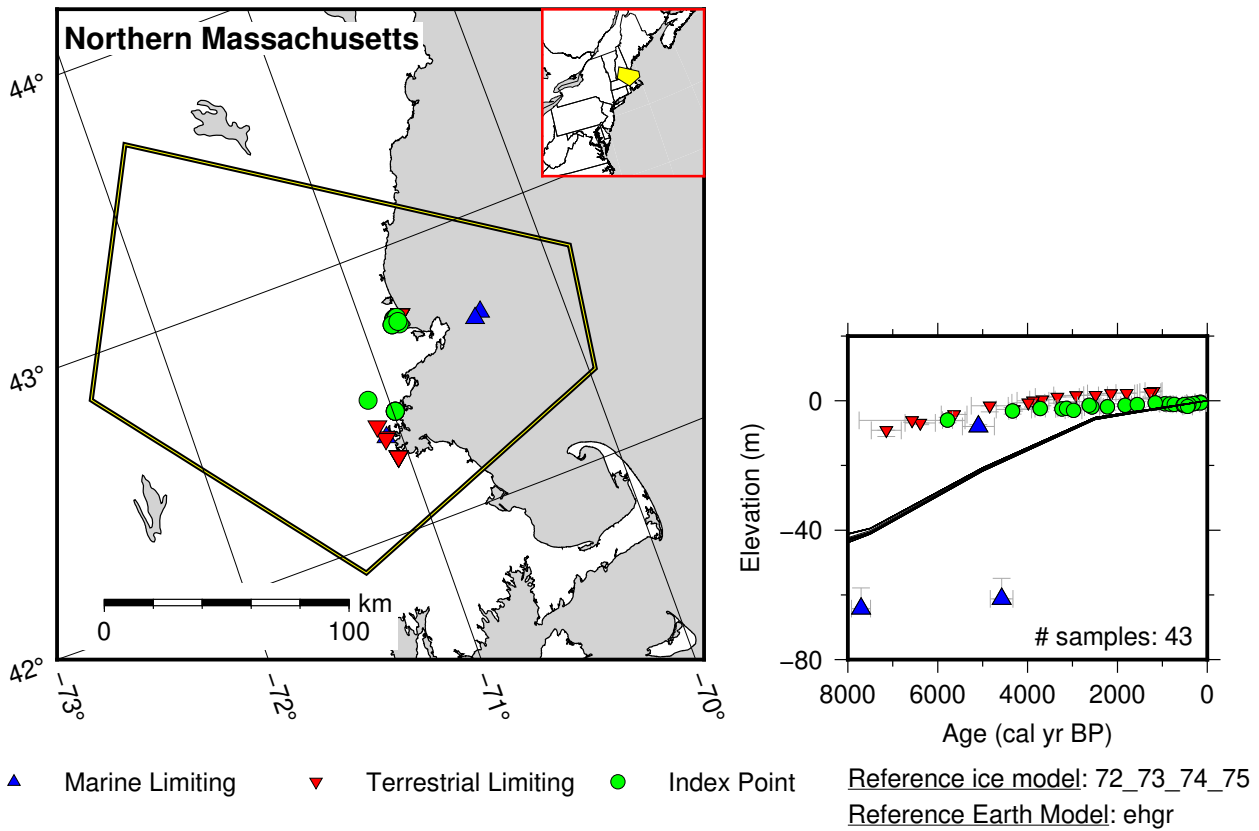 Northern Massachusetts
44°
43°
42°
−73°
−72°
−71°
−70°
km
0
100
Elevation (m)
0
−40
−80
# samples: 43
8000
6000
4000
2000
0
Age (cal yr BP)
Marine Limiting
Terrestrial Limiting
Index Point
Reference ice model: 72_73_74_75
Reference Earth Model: ehgr